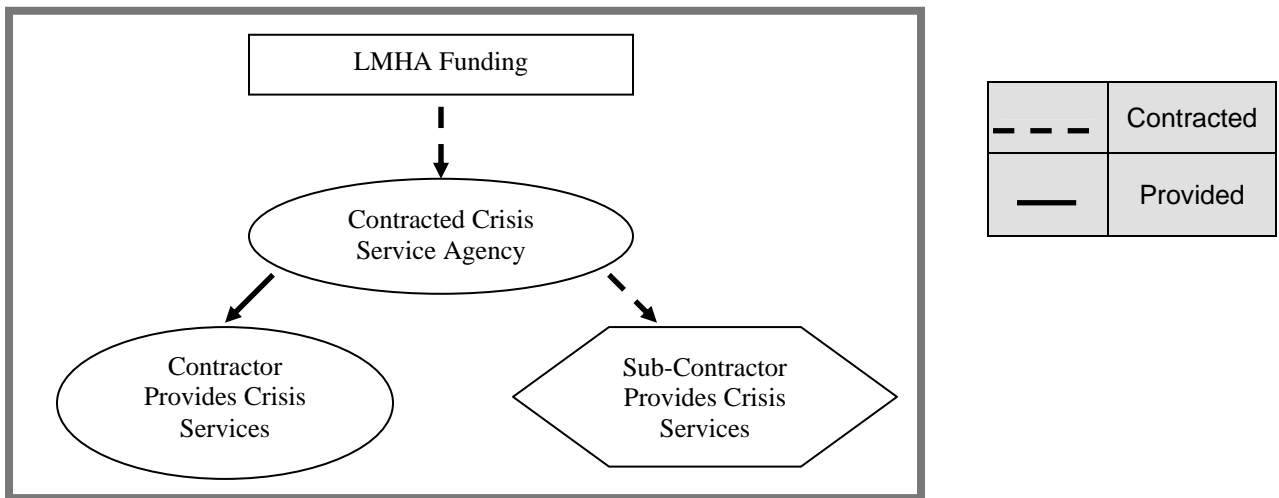 LMHA Funding
Contracted Crisis
Service Agency
Contractor
Provides Crisis
Services
Sub-Contractor
Provides Crisis
Services
Contracted
Provided